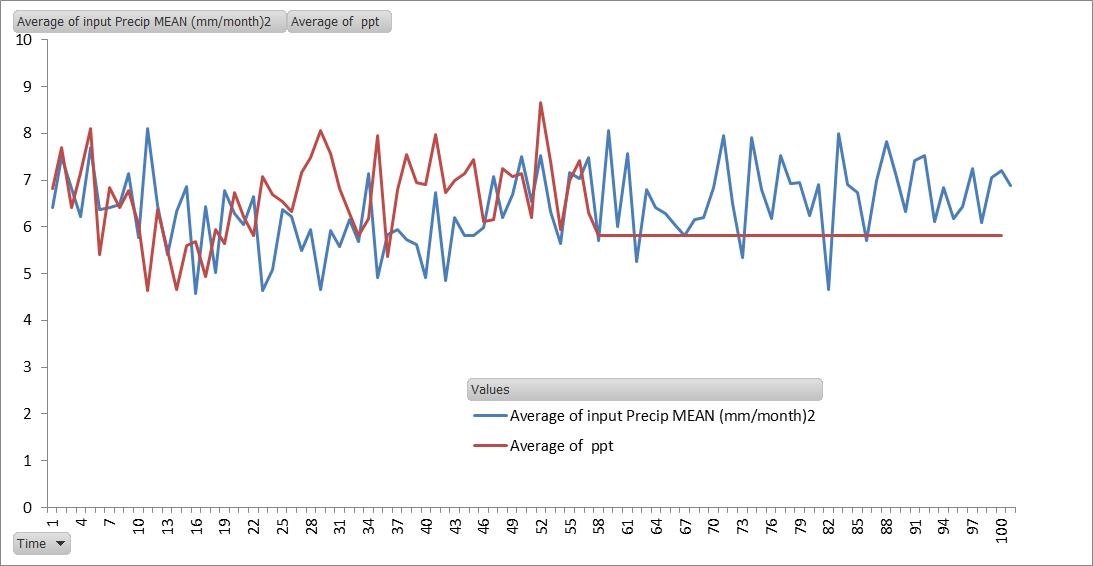 Average of input Precip MEAN (mm/month)2 Average of ppt
10
9
8
7
6
5
4
3
2
1
0
Values
Average of input Precip MEAN (mm/month)2
Average of ppt
1 4 7 10 13 16 19 22 25 28 31 34 37 40 43 46 49 52 55 58 61 64 67 70 73 76 79 82 85 88 91 94 97 100
Time